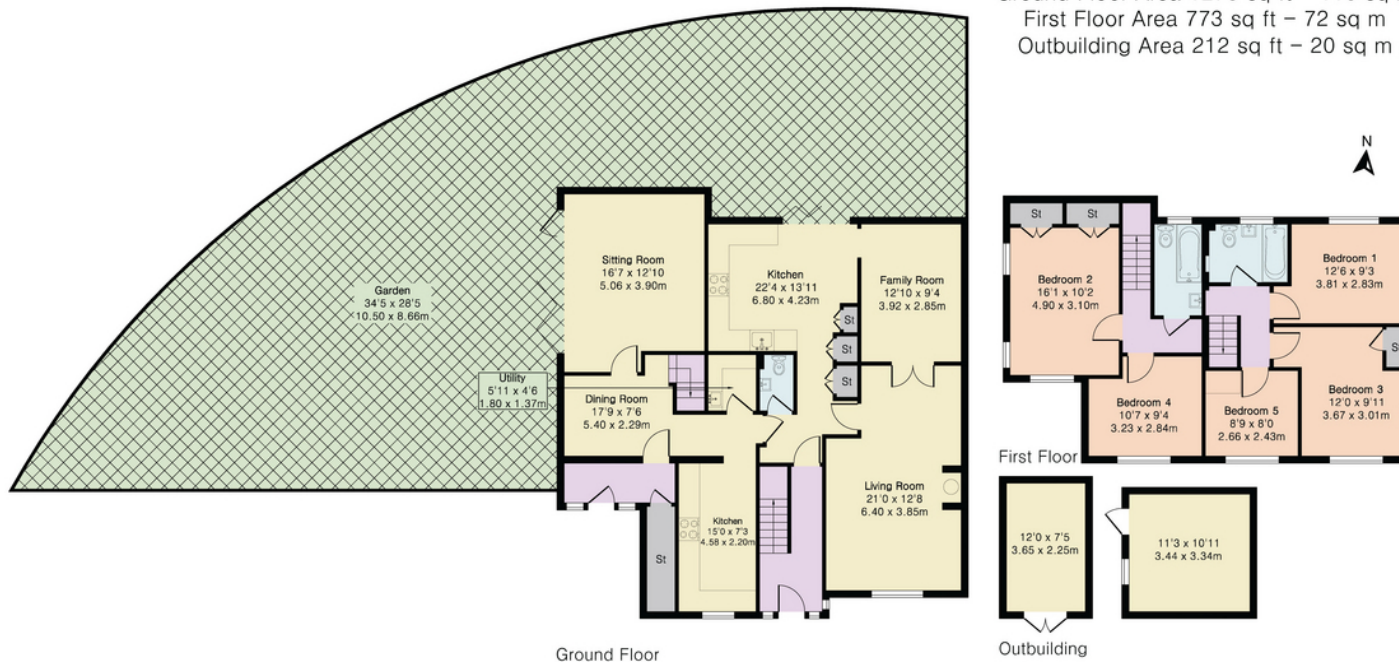 First Floor Area 773 sq ft – 72 sq m
Outbuilding Area 212 sq ft – 20 sq m
N
Garden
34'5 x 28'5
10.50 x 8.66m
Sitting Room
16'7 x 12'10
5.06 x 3.90m
Kitchen
22'4 x 13'11
6.80 x 4.23m
Family Room
12'10 x 9'4
3.92 x 2.85m
St
St
St
Utility
5'11 x 4'6
1.80 x 1.37m
Dining Room
17'9 x 7'6
5.40 x 2.29m
Living Room
21'0 x 12'8
6.40 x 3.85m
Kitchen
15'0 x 7'3
4.58 x 2.20m
St
Ground Floor
St
St
Bedroom 2
16'1 x 10'2
4.90 x 3.10m
Bedroom 1
12'6 x 9'3
3.81 x 2.83m
St
Bedroom 3
12'0 x 9'11
3.67 x 3.01m
Bedroom 4
10'7 x 9'4
3.23 x 2.84m
Bedroom 5
8'9 x 8'0
2.66 x 2.43m
First Floor
12'0 x 7'5
3.65 x 2.25m
11'3 x 10'11
3.44 x 3.34m
Outbuilding